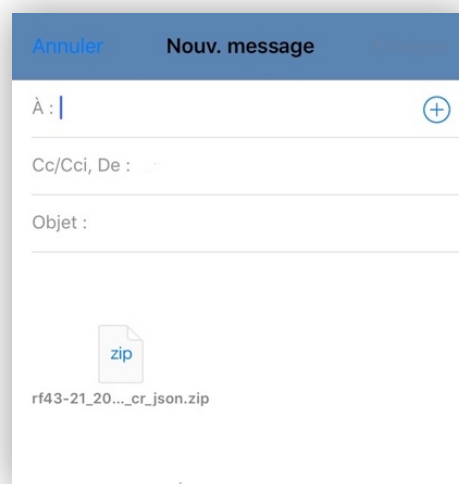 Annuler Nouv. message
À :
Cc/Cci, De :
Objet :
zip
rf43-21_20..._cr_json.zip